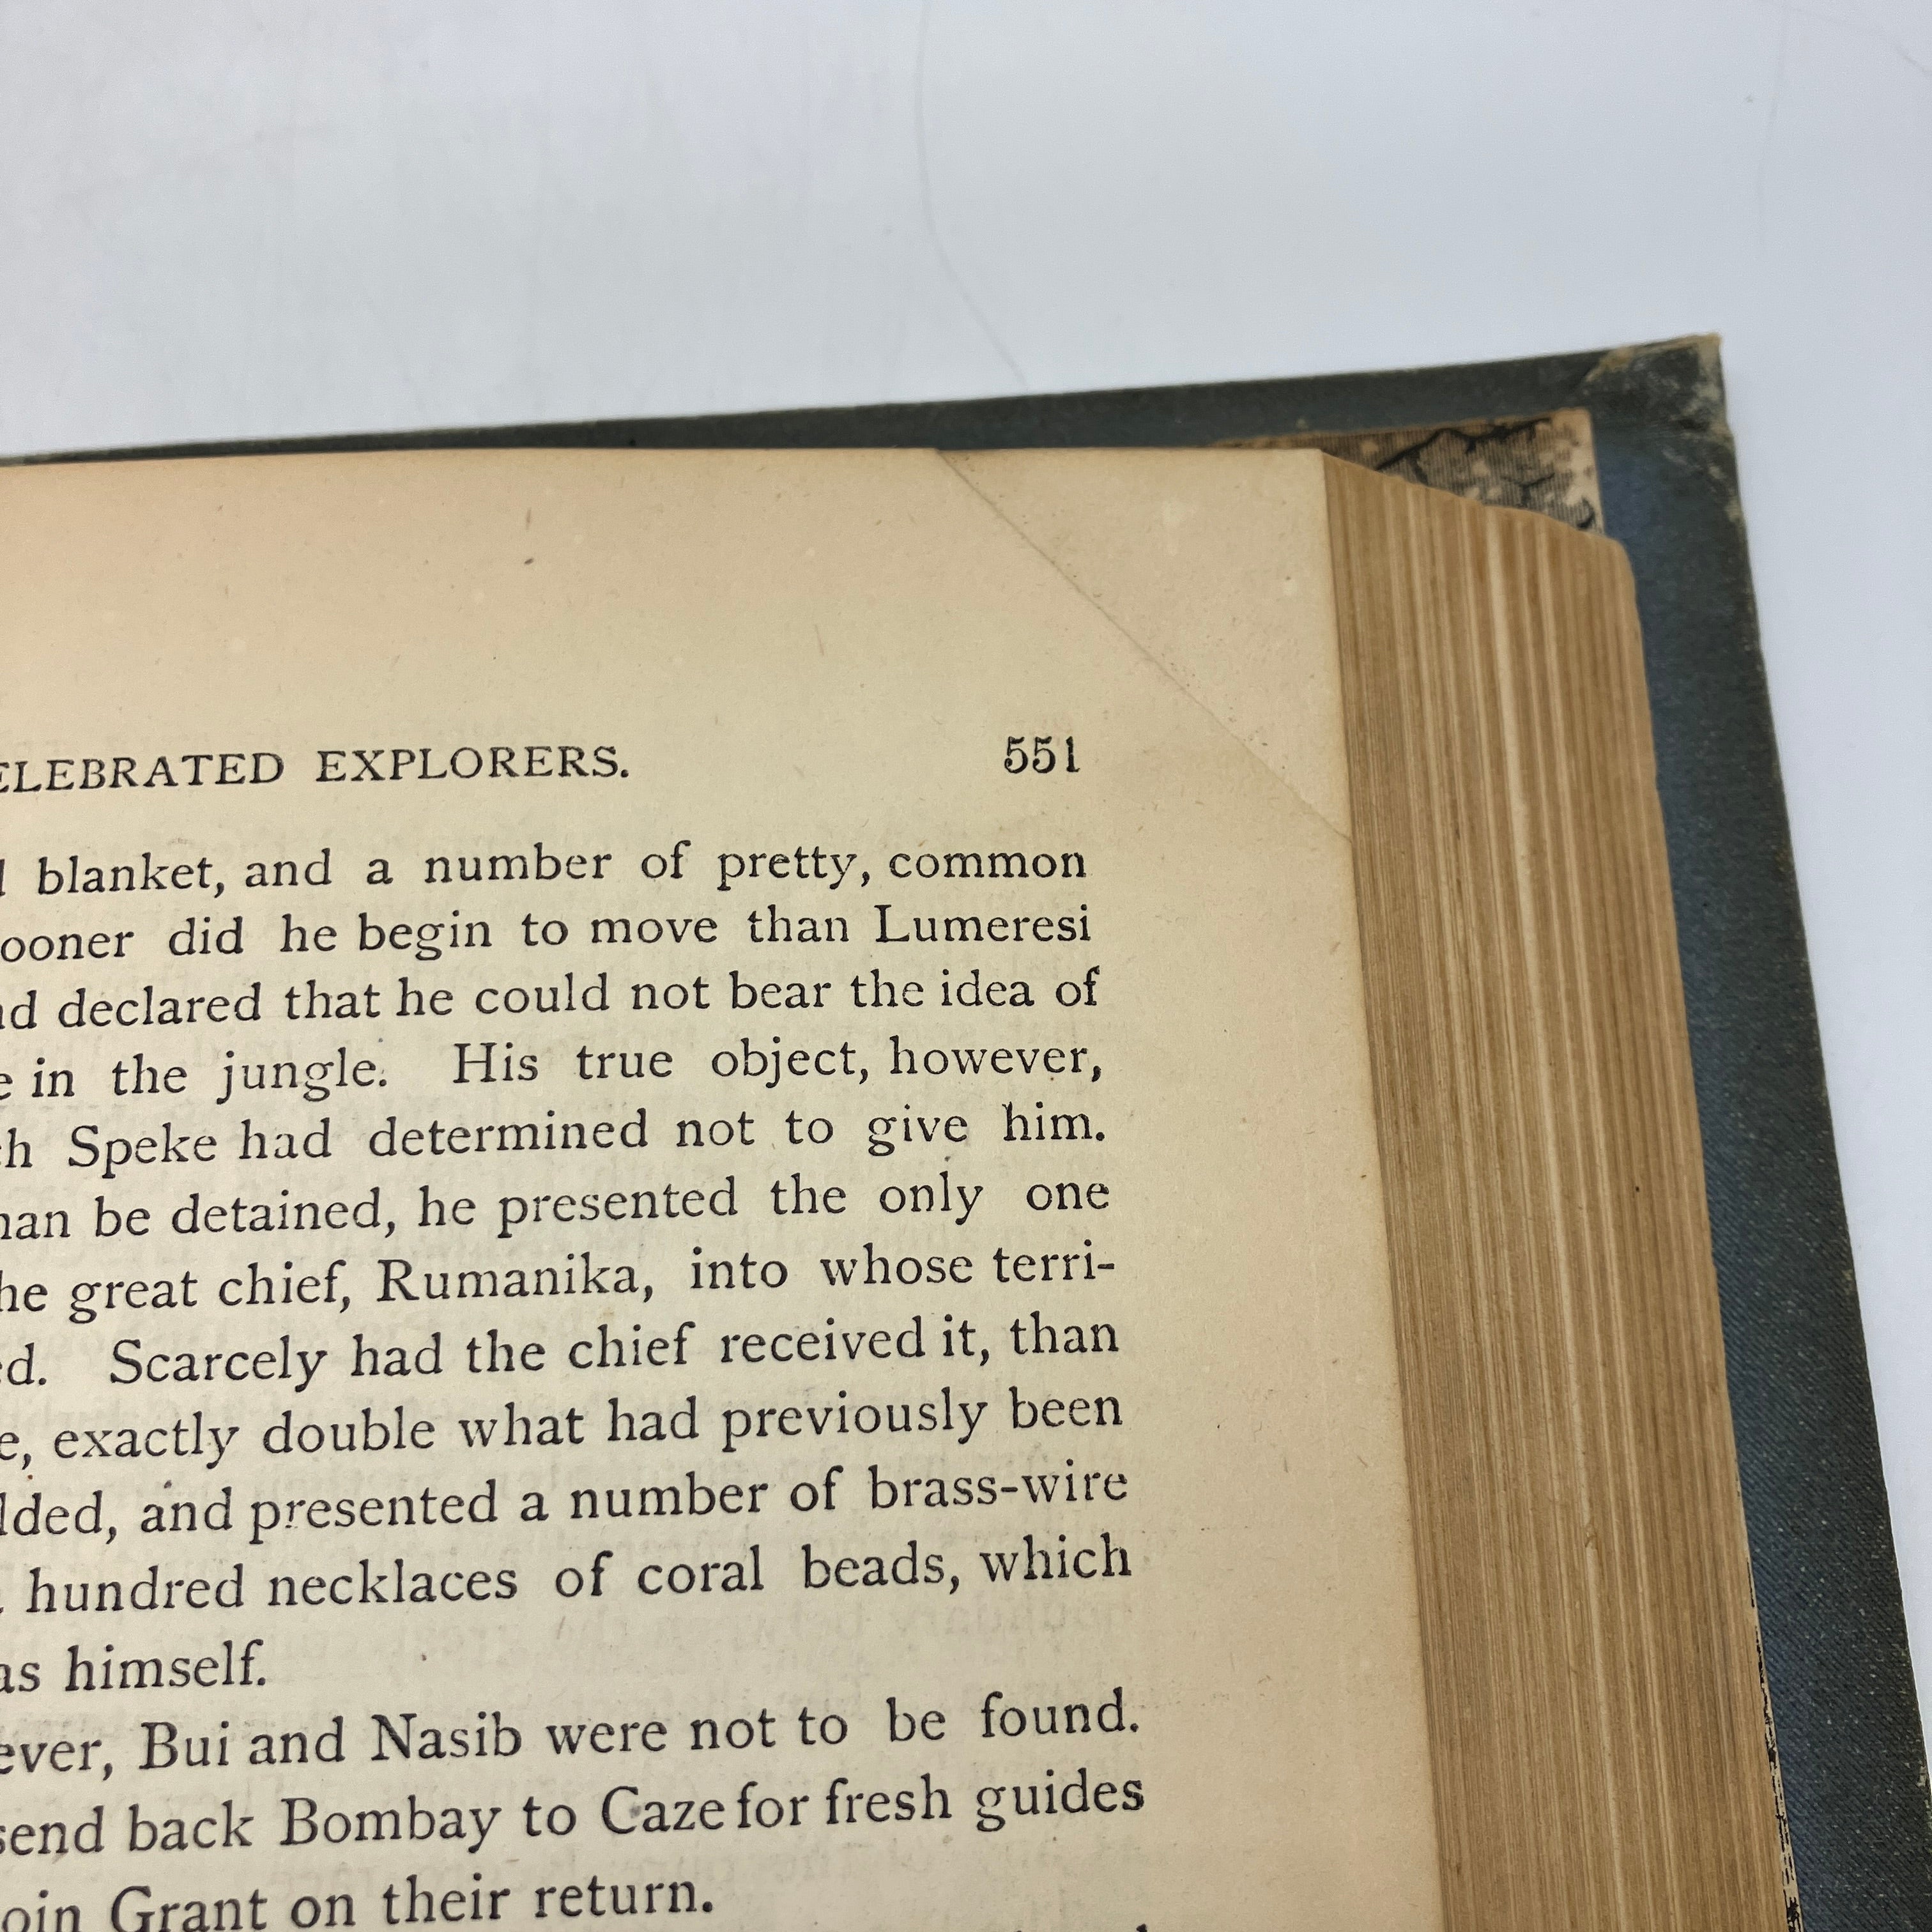 ELEBRATED EXPLORERS. 551
blanket, and a number of pretty, common
ooner did he begin to move than Lumeresi
nd declared that he could not bear the idea of
e in the jungle. His true object, however,
ch Speke had determined not to give him.
han be detained, he presented the only one
he great chief, Rumanika, into whose terri-
ed. Scarcely had the chief received it, than
e, exactly double what had previously been
lded, and presented a number of brass-wire
hundred necklaces of coral beads, which
as himself.
ever, Bui and Nasib were not to be found.
send back Bombay to Caze for fresh guides
oin Grant on their return.